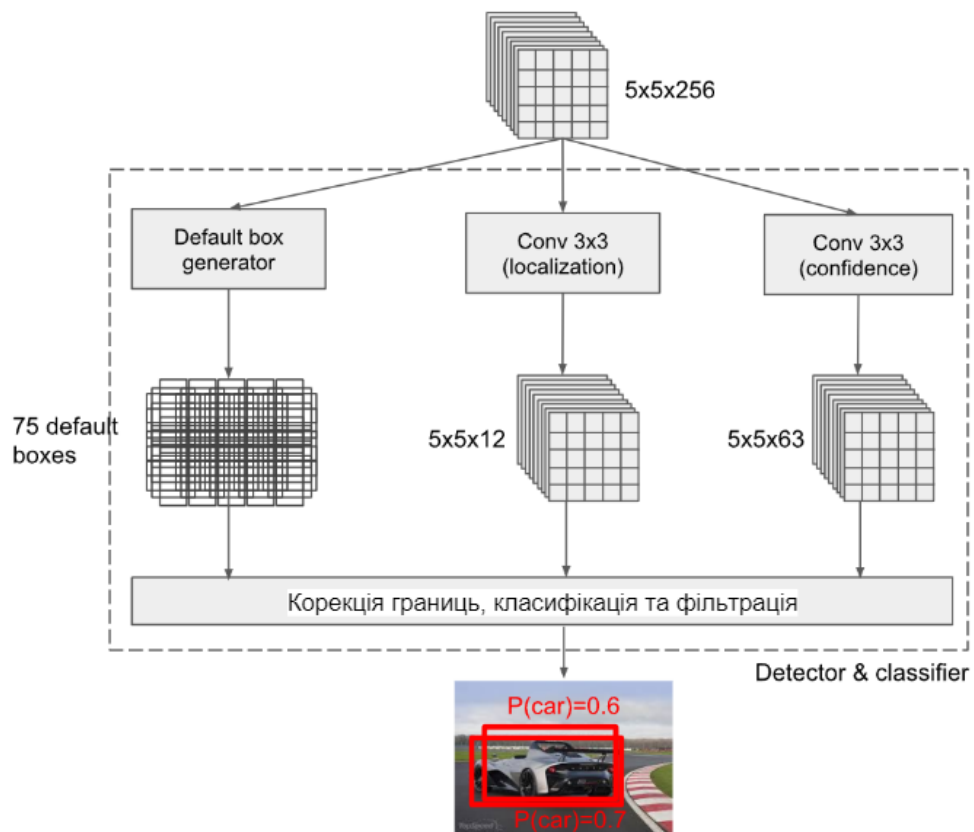 5x5x256
Default box
generator
Conv 3x3
(localization)
Conv 3x3
(confidence)
75 default
boxes
5x5x12
5x5x63
Корекція границь, класифікація та фільтрація
Detector & classifier
P(car)=0.6
P(car)=0.7
TopSpeed